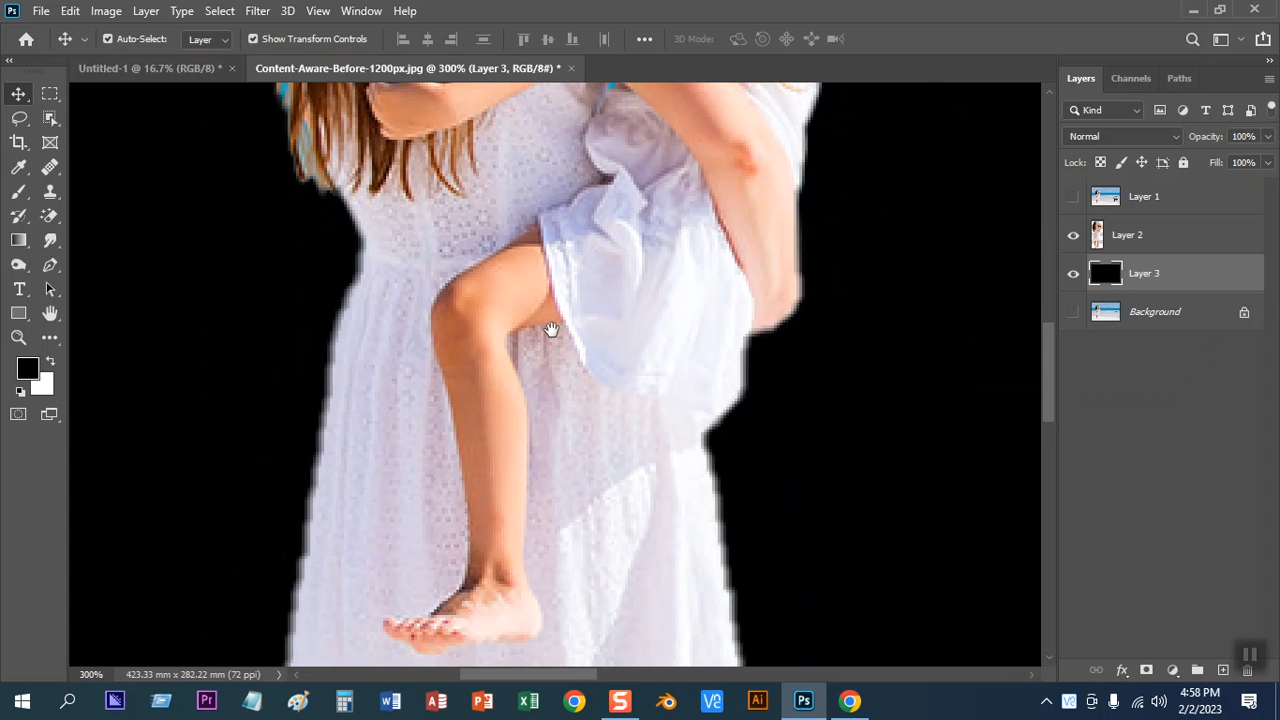 Ps File Edit Image Layer Type Select Filter 3D View Window Help
Auto-Select: Layer Show Transform Controls 3D Mode:
Untitled-1 @ 16.7% (RGB/8) * × Content-Aware-Before-1200px.jpg @ 300% (Layer 3, RGB/8#) * ×
Layers Channels Paths
Kind
Normal Opacity: 100%
Lock: Fill: 100%
Layer 1
Layer 2
Layer 3
Background
300% 423.33 mm x 282.22 mm (72 ppi)
4:58 PM
2/2/2023